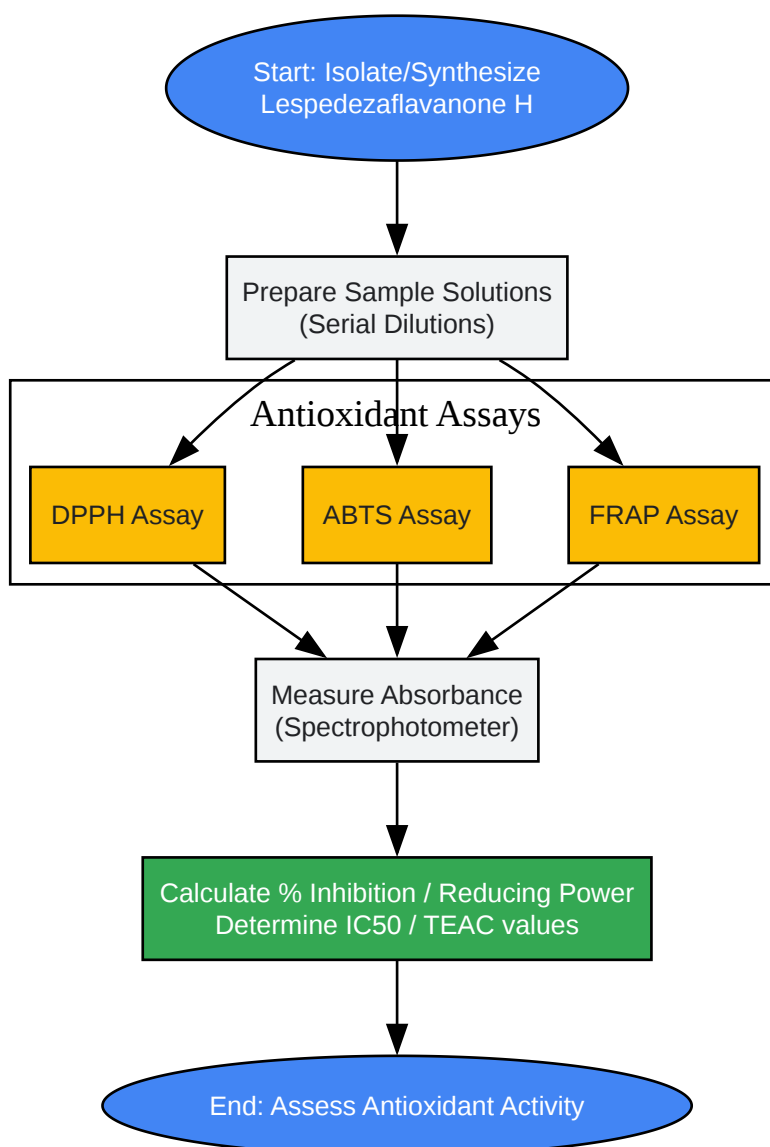 Start: Isolate/Synthesize
Lespedezaflavanone H
Prepare Sample Solutions
(Serial Dilutions)
Antioxidant Assays
DPPH Assay
ABTS Assay
FRAP Assay
Measure Absorbance
(Spectrophotometer)
Calculate % Inhibition / Reducing Power
Determine IC50 / TEAC values
End: Assess Antioxidant Activity